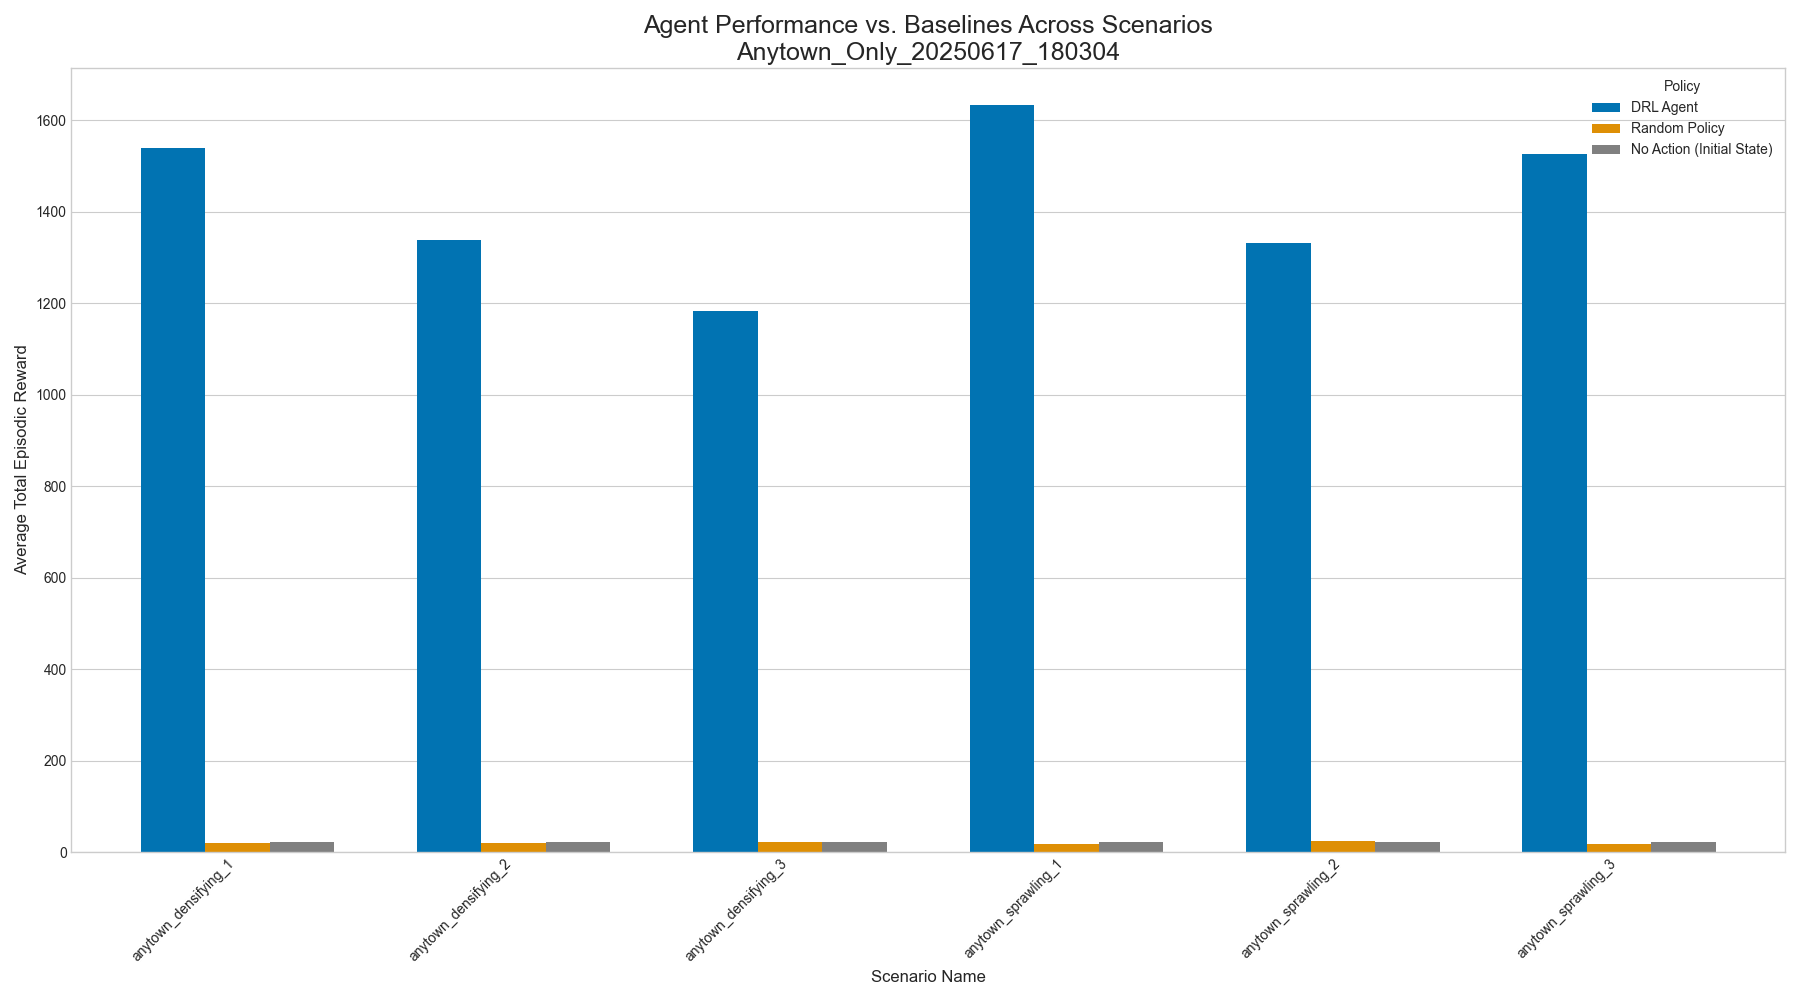 Agent Performance vs. Baselines Across Scenarios
Anytown_Only_20250617_180304
Policy
DRL Agent
Random Policy
No Action (Initial State)
Average Total Episodic Reward
1600
1400
1200
1000
800
600
400
200
0
anytown_densifying_1
anytown_densifying_2
anytown_densifying_3
anytown_sprawling_1
anytown_sprawling_2
anytown_sprawling_3
Scenario Name